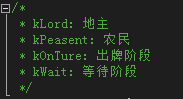 /*
* kLord: 地主
* kPeasent: 农民
* kOnTure: 出牌阶段
* kWait: 等待阶段
*/